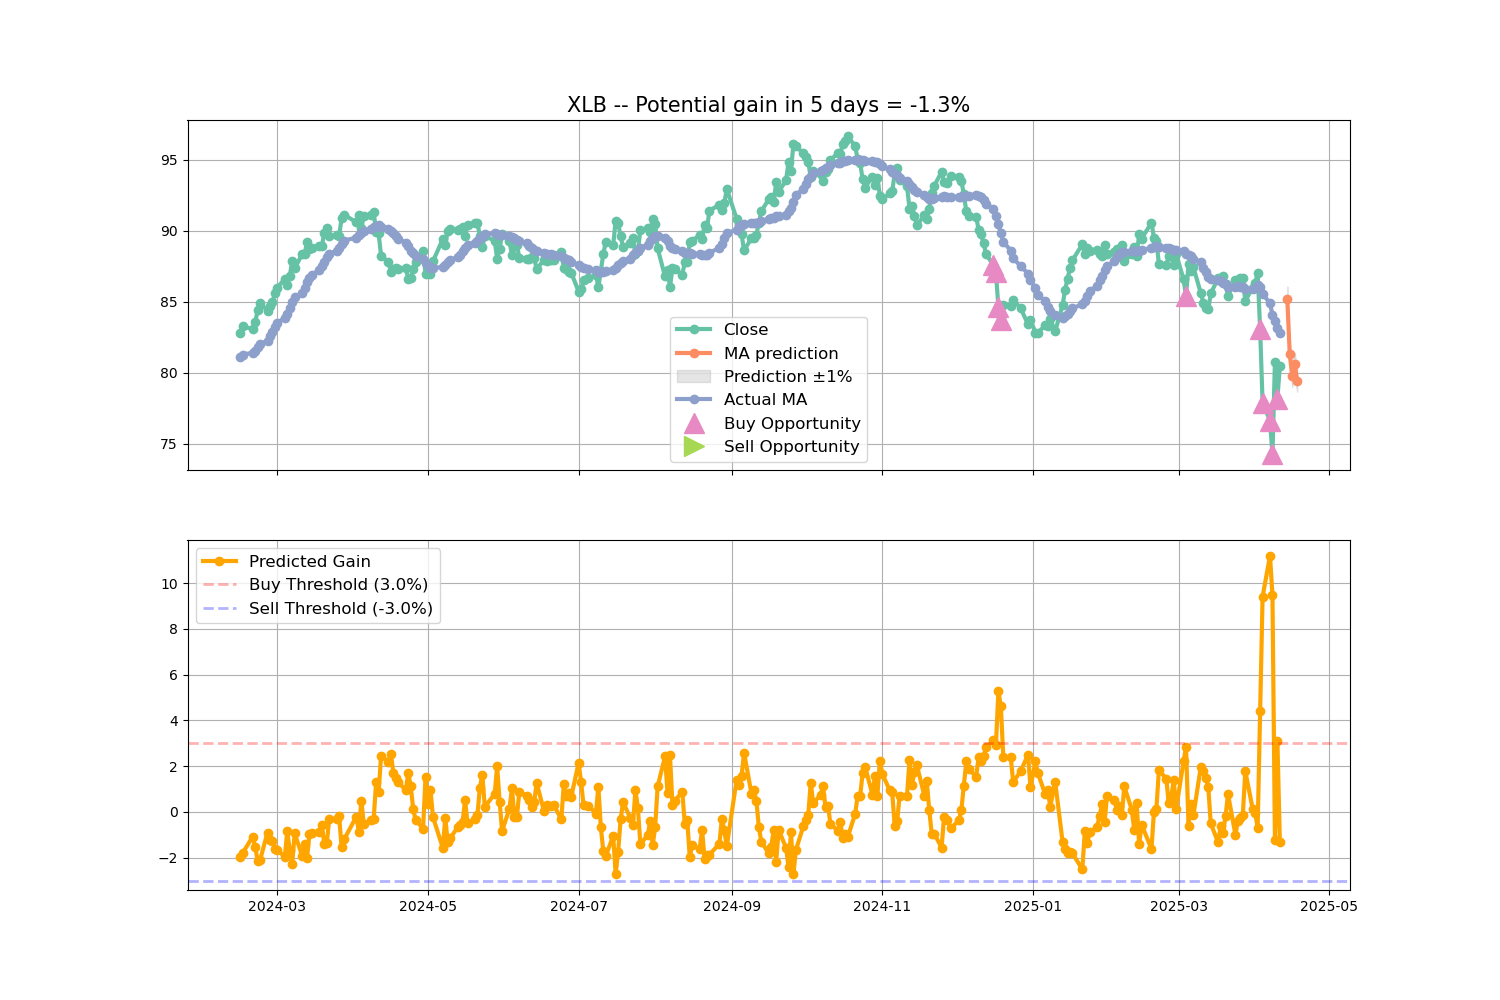 XLB -- Potential gain in 5 days = -1.3%
95
90
85
80
75
Close
MA prediction
Prediction ±1%
Actual MA
Buy Opportunity
Sell Opportunity
Predicted Gain
Buy Threshold (3.0%)
Sell Threshold (-3.0%)
10
8
6
4
2
0
−2
2024-03 2024-05 2024-07 2024-09 2024-11 2025-01 2025-03 2025-05